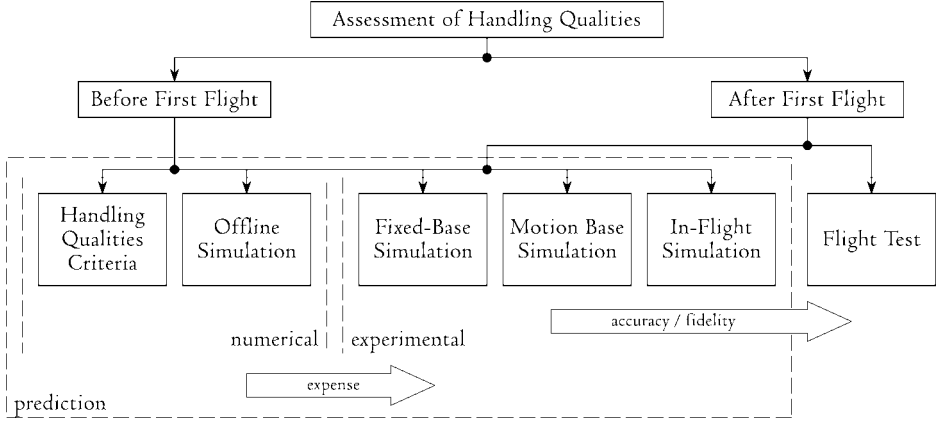 Assessment of Handling Qualities
Before First Flight
After First Flight
Handling
Qualities
Criteria
Offline
Simulation
Fixed-Base
Simulation
Motion Base
Simulation
In-Flight
Simulation
Flight Test
accuracy / fidelity
numerical
experimental
expense
prediction